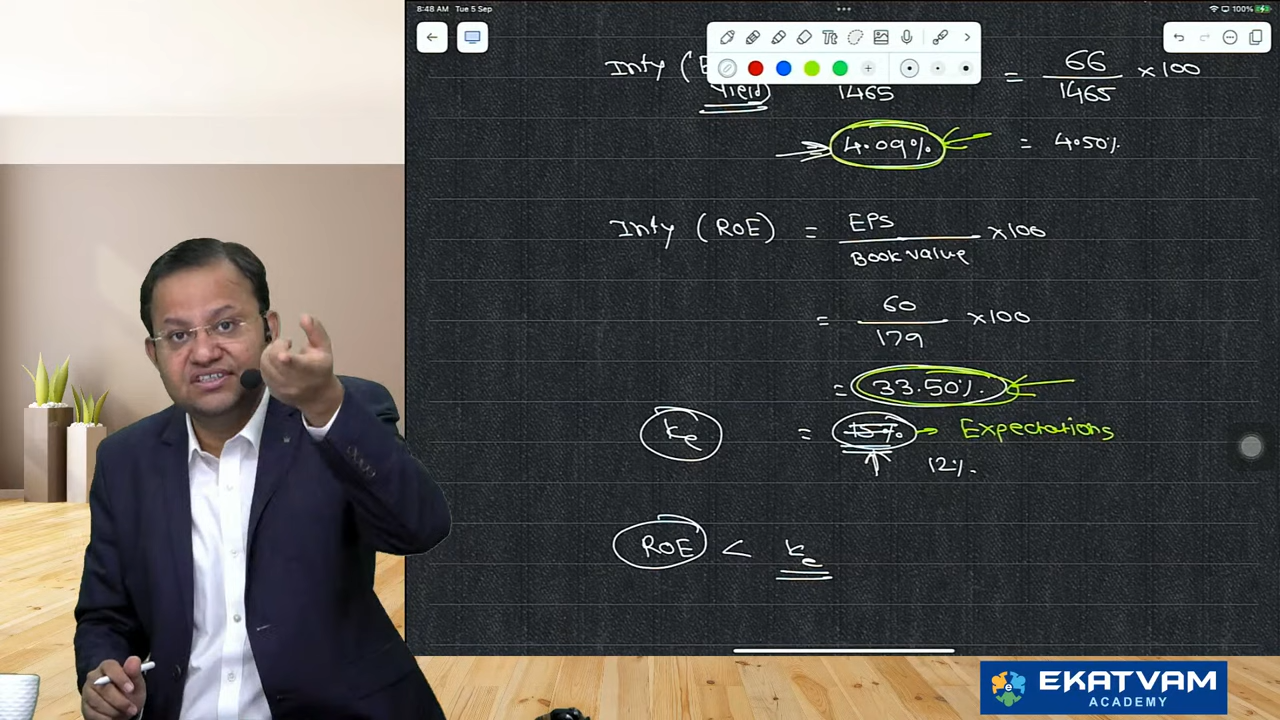 8:48 AM Tue 5 Sep
100%
Infy (E
Yield)
1465
= 66 / 1465 ×100
4.09%
= 4.50%
Infy (ROE) = EPS / Book value ×100
= 60 / 179 ×100
= 33.50%
Ke = 15% → Expectations
12%.
ROE < Ke
EKATVAM
ACADEMY